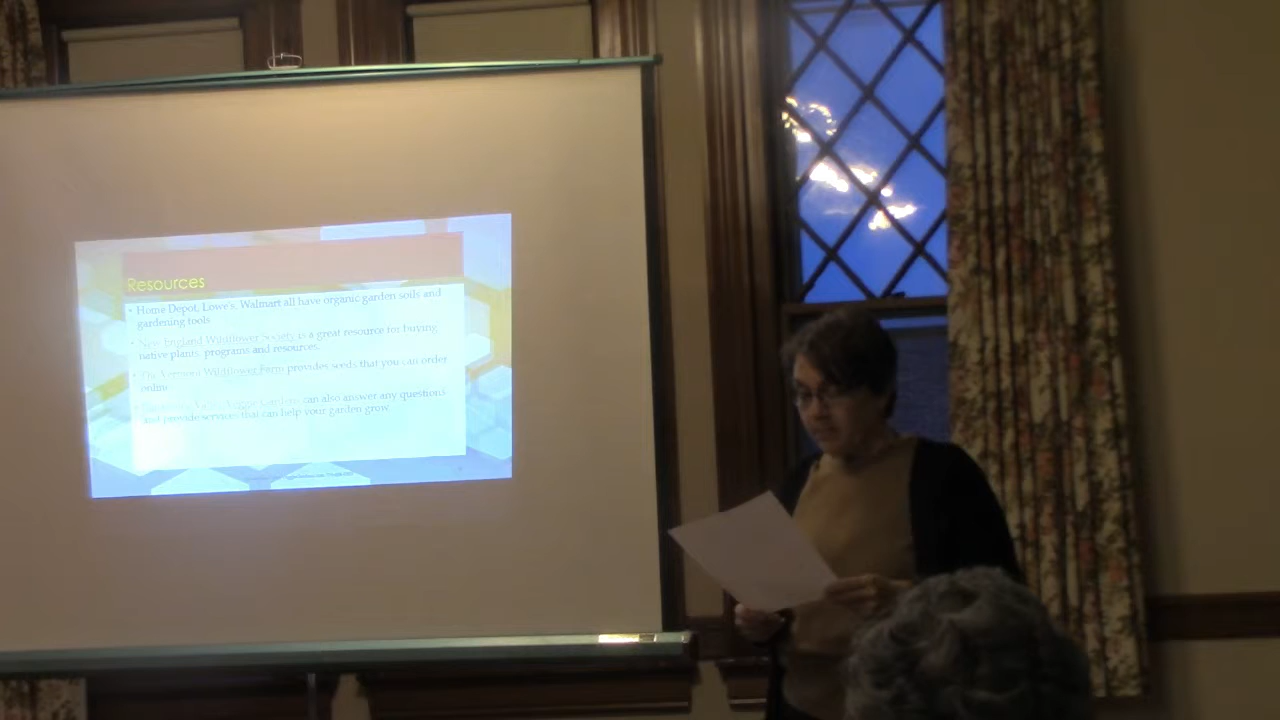 Resources
• Home Depot, Lowe's, Walmart all have organic garden soils and
gardening tools
• New England Wildflower Society is a great resource for buying
native plants, programs and resources.
• The Vermont Wildflower Farm provides seeds that you can order
online
• Veggie Gardens can also answer any questions
and provide services that can help your garden grow